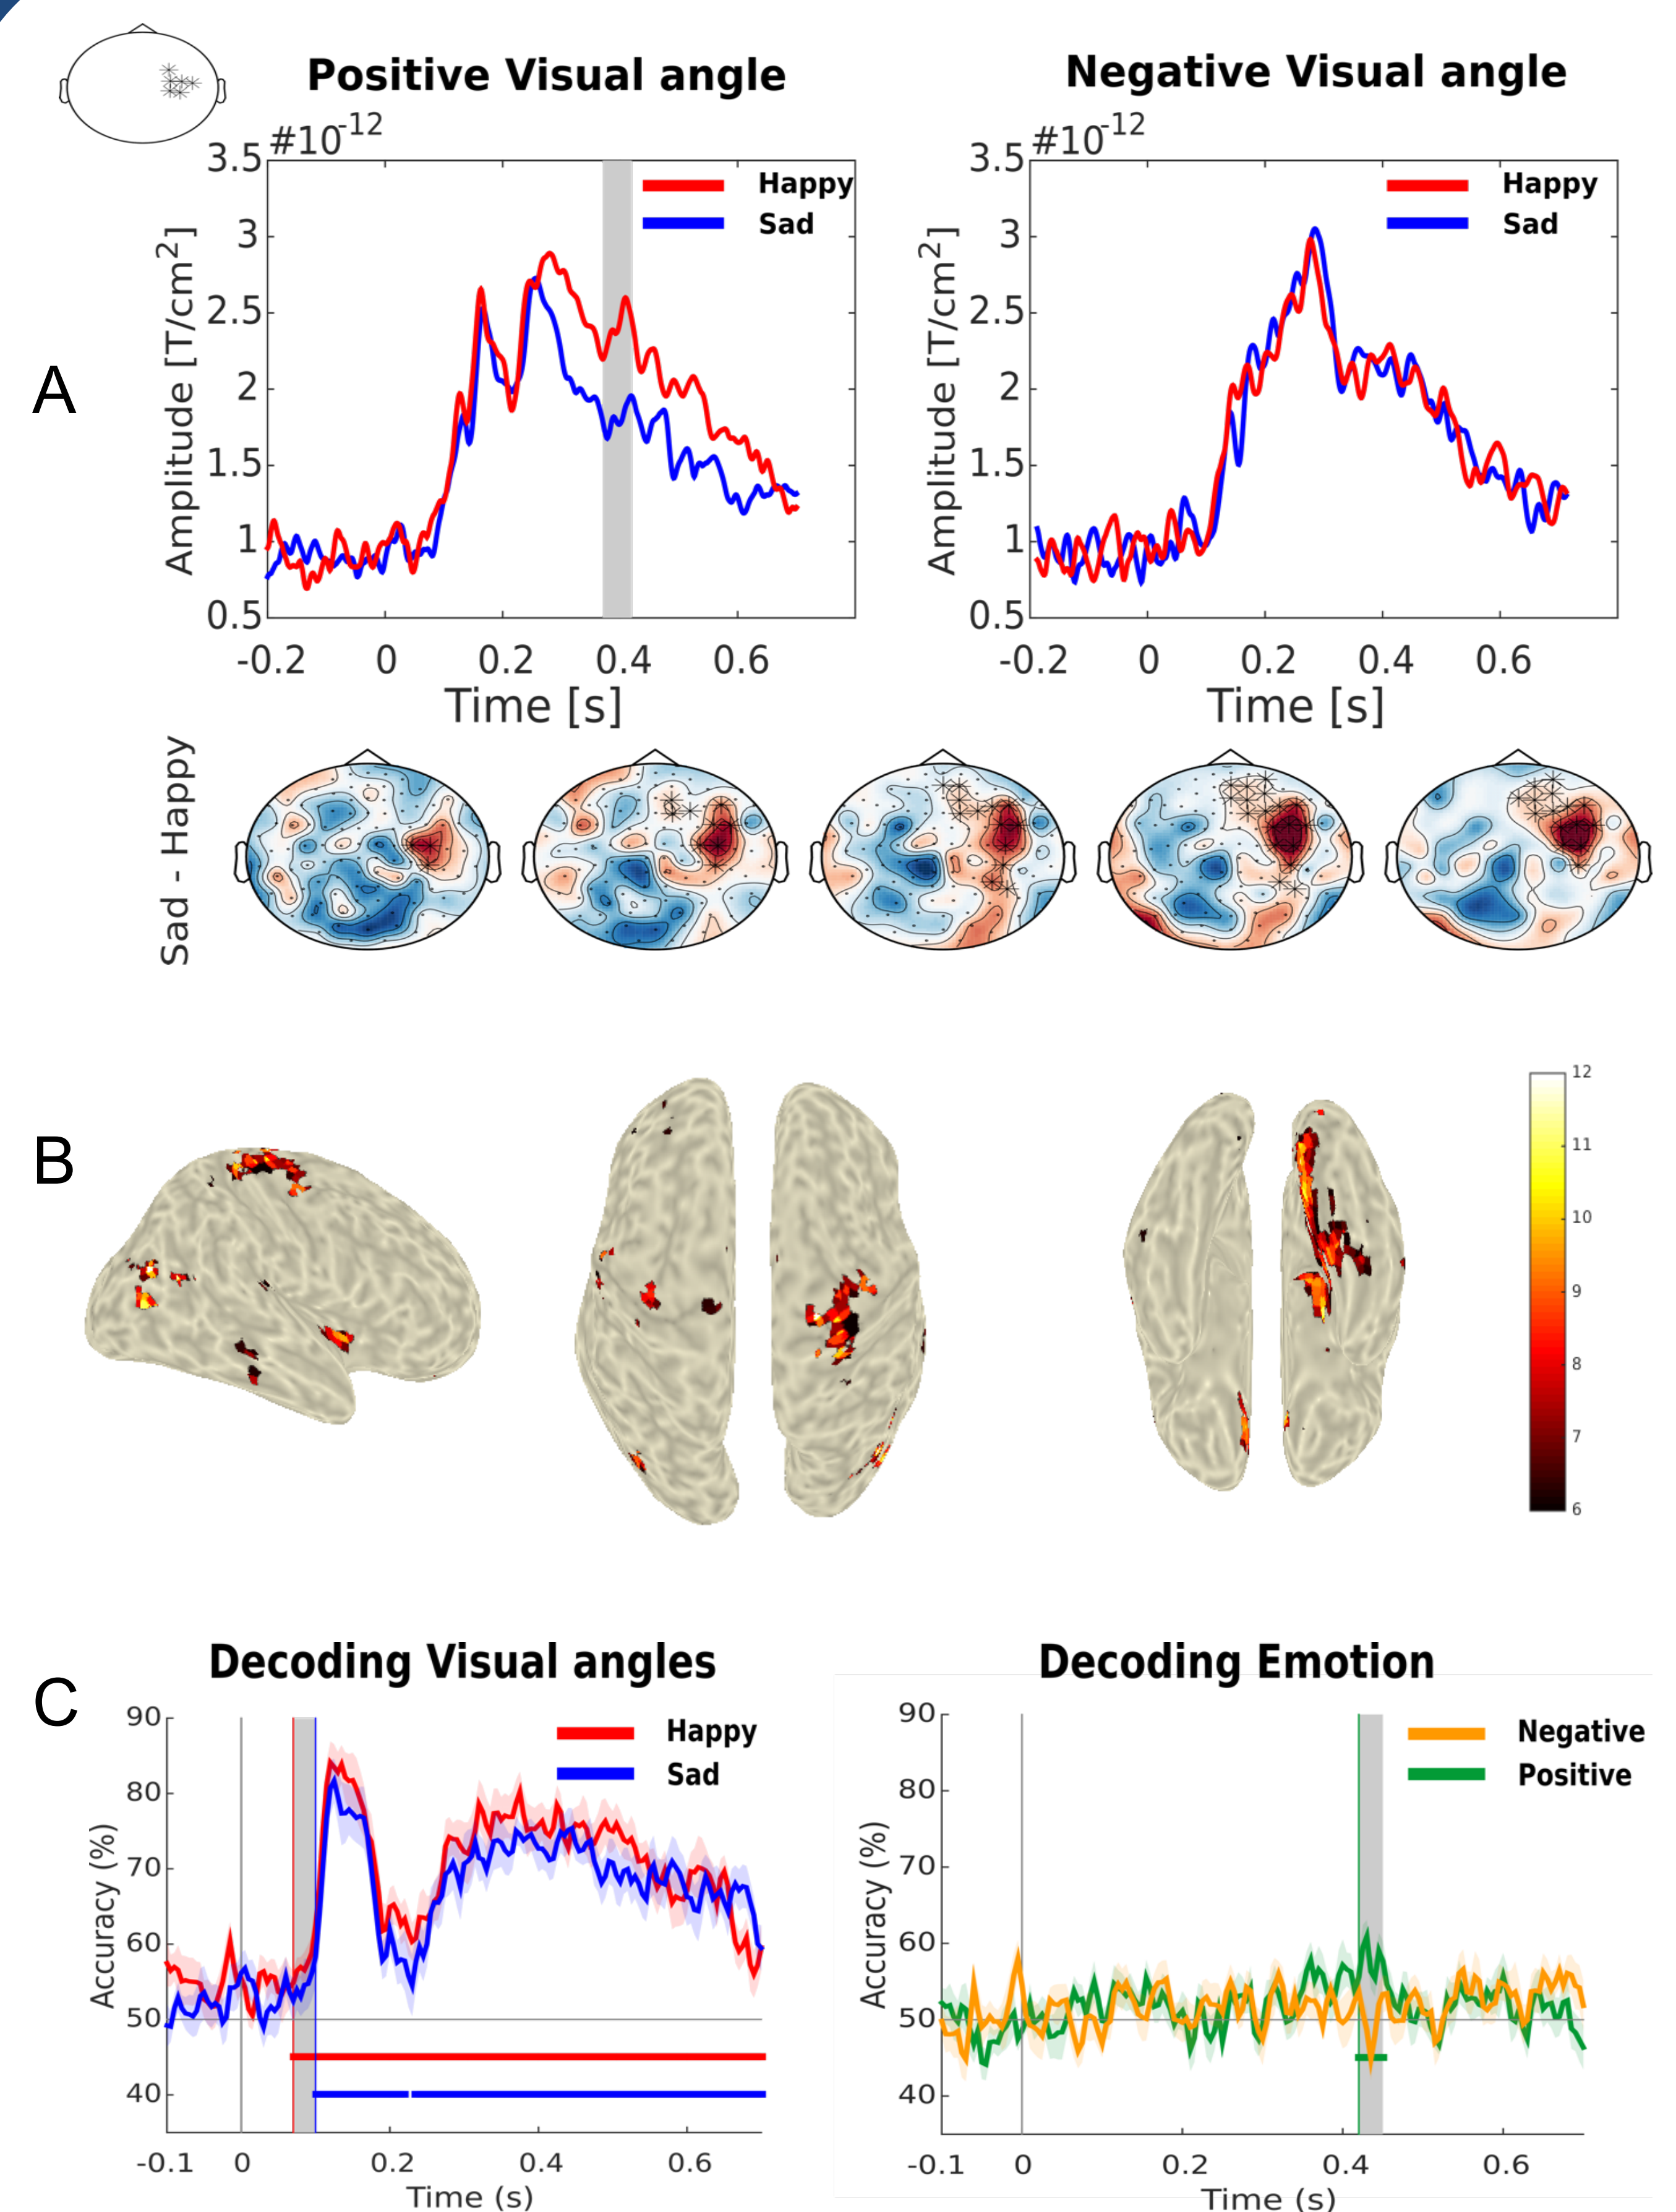 Positive Visual angle
Negative Visual angle
#10-12
#10-12
3.5
3
2.5
2
1.5
1
0.5
Happy
Sad
3.5
3
2.5
2
1.5
1
0.5
Happy
Sad
A
Amplitude [T/cm2]
Amplitude [T/cm2]
-0.2 0 0.2 0.4 0.6
-0.2 0 0.2 0.4 0.6
Time [s]
Time [s]
Sad - Happy
B
12
11
10
9
8
7
6
C
Decoding Visual angles
Decoding Emotion
90
80
70
60
50
40
Happy
Sad
Accuracy (%)
-0.1 0 0.2 0.4 0.6
Time (s)
90
80
70
60
50
40
Negative
Positive
Accuracy (%)
-0.1 0 0.2 0.4 0.6
Time (s)